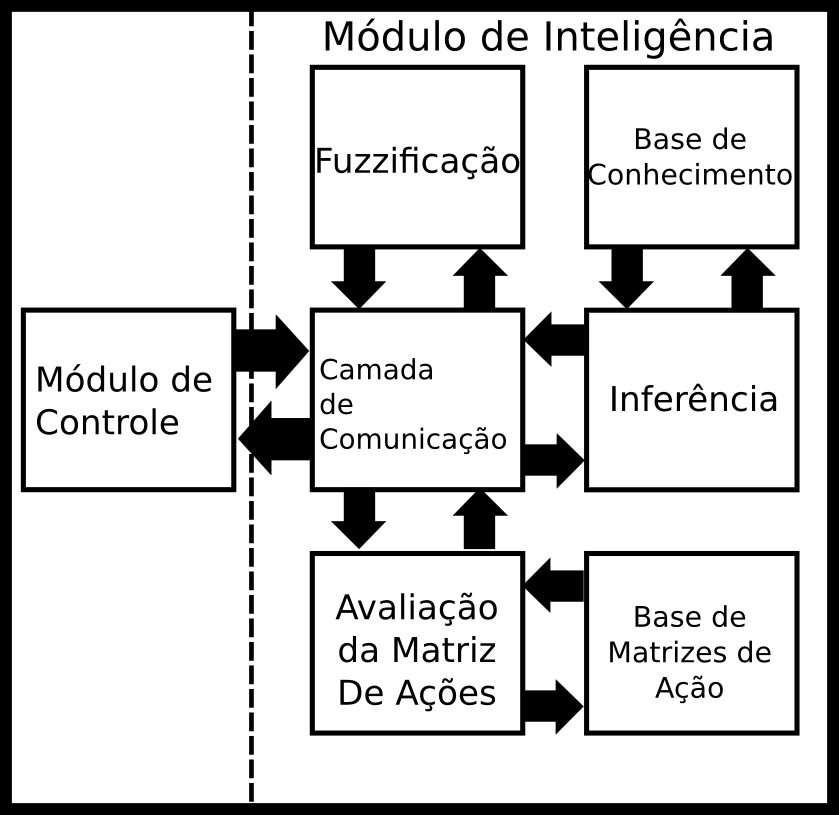 Módulo de Inteligência
Fuzzificação
Base de
Conhecimento
Módulo de
Controle
Camada
de
Comunicação
Inferência
Avaliação
da Matriz
De Ações
Base de
Matrizes de
Ação